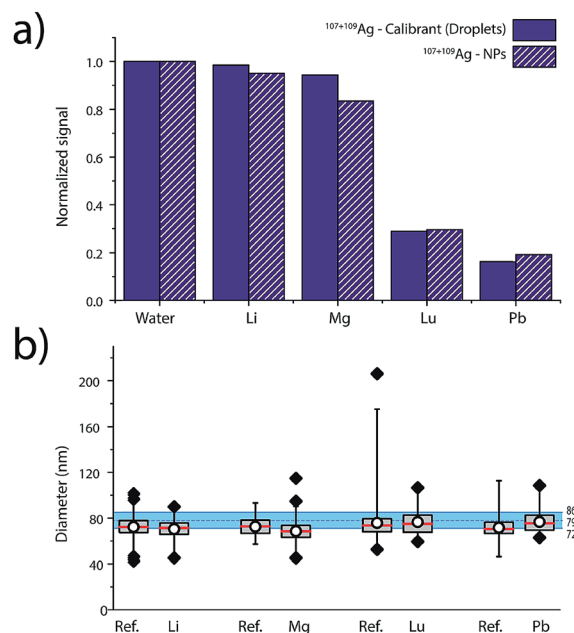 a)
107+109Ag - Calibrant (Droplets)
107+109Ag - NPs
Normalized signal
1.0
0.8
0.6
0.4
0.2
0.0
Water Li Mg Lu Pb
b)
Diameter (nm)
200
160
120
80
40
0
86
79
72
Ref. Li Ref. Mg Ref. Lu Ref. Pb